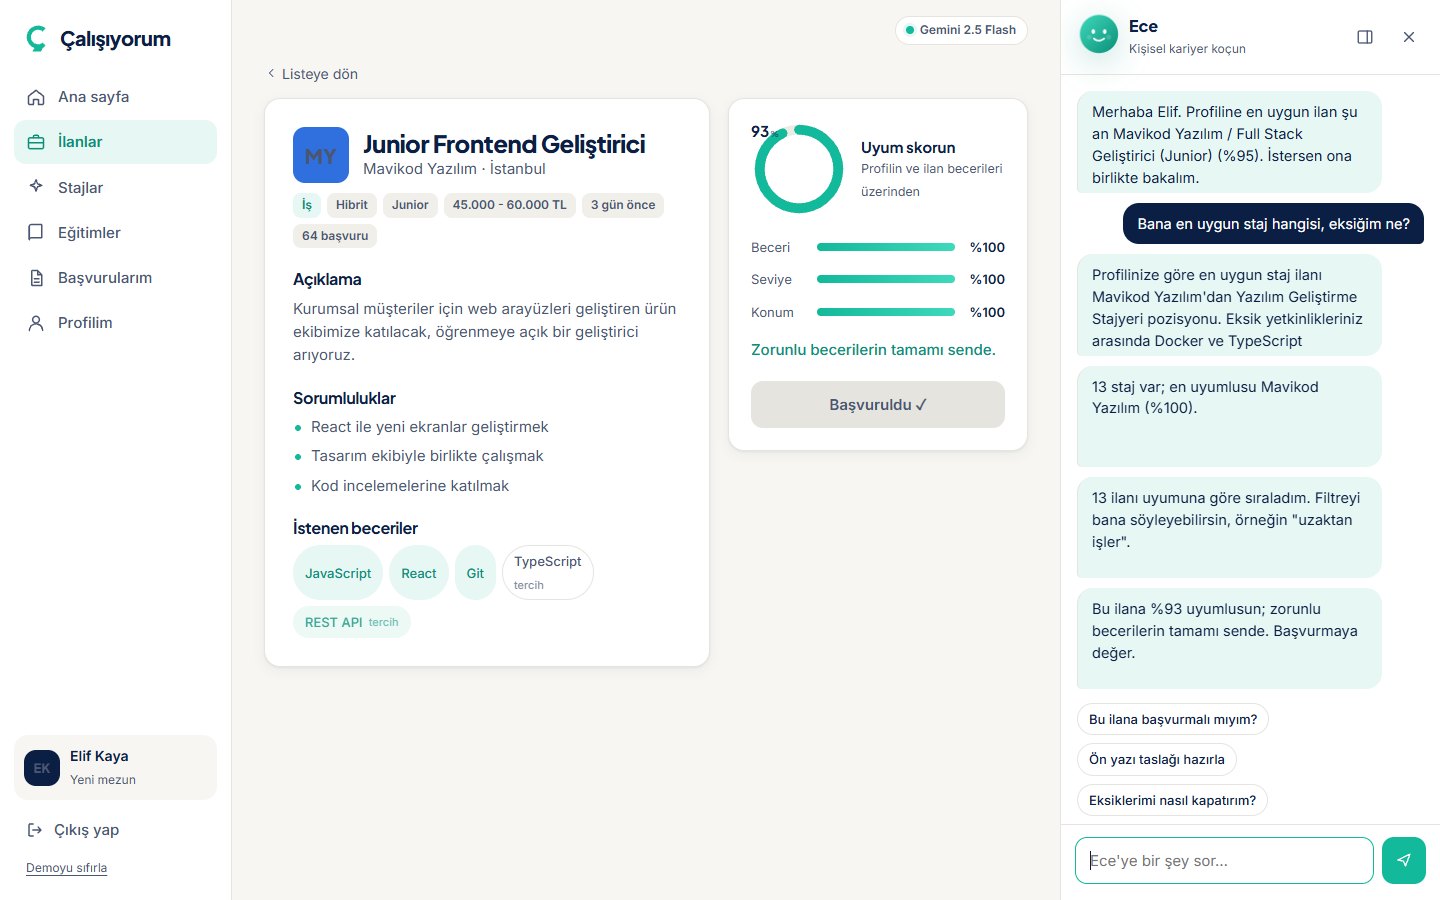 Çalışıyorum
Ana sayfa
İlanlar
Stajlar
Eğitimler
Başvurularım
Profilim
EK
Elif Kaya
Yeni mezun
Çıkış yap
Demoyu sıfırla
Gemini 2.5 Flash
Listeye dön
MY
Junior Frontend Geliştirici
Mavikod Yazılım · İstanbul
İş
Hibrit
Junior
45.000 - 60.000 TL
3 gün önce
64 başvuru
Açıklama
Kurumsal müşteriler için web arayüzleri geliştiren ürün
ekibimize katılacak, öğrenmeye açık bir geliştirici
arıyoruz.
Sorumluluklar
React ile yeni ekranlar geliştirmek
Tasarım ekibiyle birlikte çalışmak
Kod incelemelerine katılmak
İstenen beceriler
JavaScript
React
Git
TypeScript
tercih
REST API tercih
93%
Uyum skorun
Profilin ve ilan becerileri
üzerinden
Beceri %100
Seviye %100
Konum %100
Zorunlu becerilerin tamamı sende.
Başvuruldu ✓
Ece
Kişisel kariyer koçun
Merhaba Elif. Profiline en uygun ilan şu
an Mavikod Yazılım / Full Stack
Geliştirici (Junior) (%95). İstersen ona
birlikte bakalım.
Bana en uygun staj hangisi, eksiğim ne?
Profilinize göre en uygun staj ilanı
Mavikod Yazılım'dan Yazılım Geliştirme
Stajyeri pozisyonu. Eksik yetkinlikleriniz
arasında Docker ve TypeScript
13 staj var; en uyumlusu Mavikod
Yazılım (%100).
13 ilanı uyumuna göre sıraladım. Filtreyi
bana söyleyebilirsin, örneğin "uzaktan
işler".
Bu ilana %93 uyumlusun; zorunlu
becerilerin tamamı sende. Başvurmaya
değer.
Bu ilana başvurmalı mıyım?
Ön yazı taslağı hazırla
Eksiklerimi nasıl kapatırım?
Ece'ye bir şey sor...